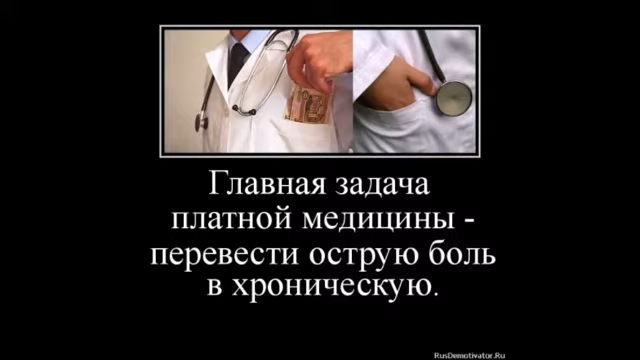 Главная задача
платной медицины -
перевести острую боль
в хроническую.
RusDemotivator.Ru